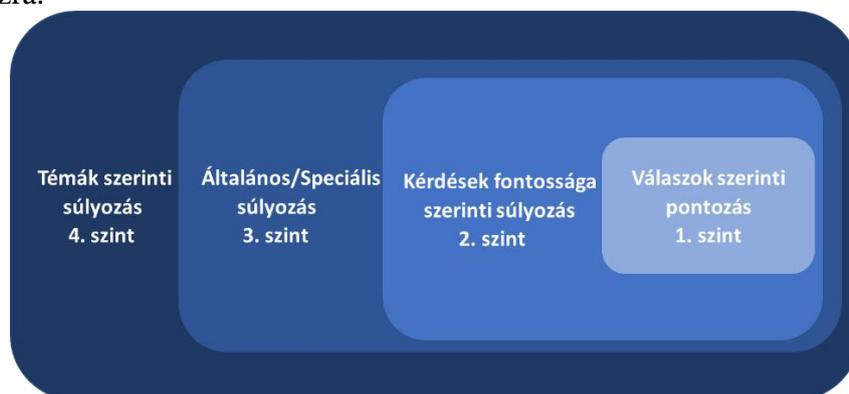 Témák szerinti
súlyozás
4. szint
Általános/Speciális
súlyozás
3. szint
Kérdések fontossága
szerinti súlyozás
2. szint
Válaszok szerinti
pontozás
1. szint